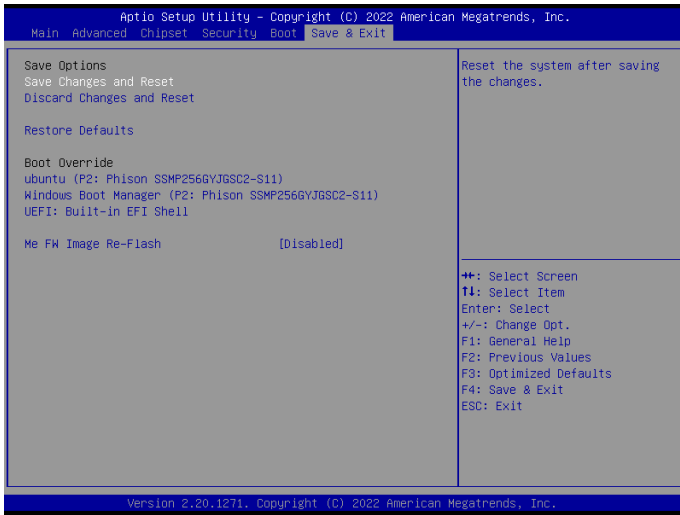 Aptio Setup Utility – Copyright (C) 2022 American Megatrends, Inc.
Main Advanced Chipset Security Boot Save & Exit
Save Options
Save Changes and Reset
Discard Changes and Reset
Restore Defaults
Boot Override
ubuntu (P2: Phison SSMP256GYJGSC2-S11)
Windows Boot Manager (P2: Phison SSMP256GYJGSC2-S11)
UEFI: Built-in EFI Shell
Me FW Image Re-Flash [Disabled]
Reset the system after saving
the changes.
→←: Select Screen
↑↓: Select Item
Enter: Select
+/-: Change Opt.
F1: General Help
F2: Previous Values
F3: Optimized Defaults
F4: Save & Exit
ESC: Exit
Version 2.20.1271. Copyright (C) 2022 American Megatrends, Inc.